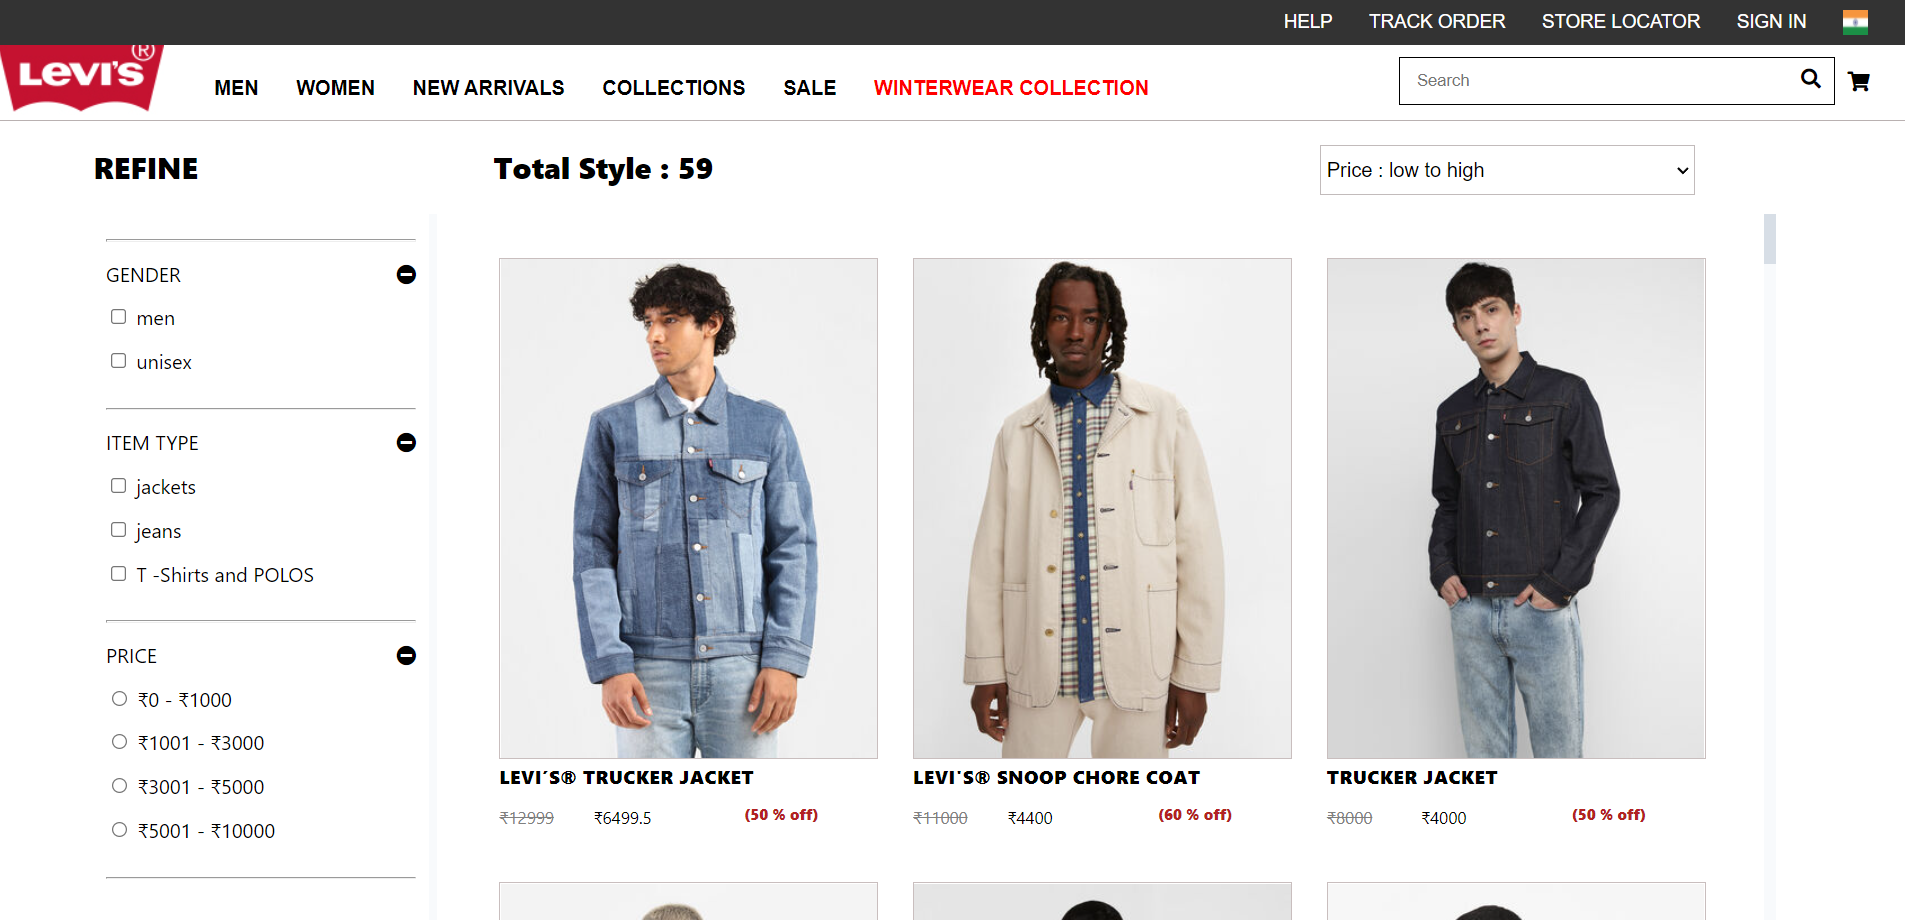 HELP TRACK ORDER STORE LOCATOR SIGN IN
LEVI'S ®
MEN WOMEN NEW ARRIVALS COLLECTIONS SALE WINTERWEAR COLLECTION
Search
REFINE
Total Style : 59
Price : low to high
GENDER
men
unisex
ITEM TYPE
jackets
jeans
T -Shirts and POLOS
PRICE
₹0 - ₹1000
₹1001 - ₹3000
₹3001 - ₹5000
₹5001 - ₹10000
LEVI´S® TRUCKER JACKET
₹12999 ₹6499.5 (50 % off)
LEVI'S® SNOOP CHORE COAT
₹11000 ₹4400 (60 % off)
TRUCKER JACKET
₹8000 ₹4000 (50 % off)